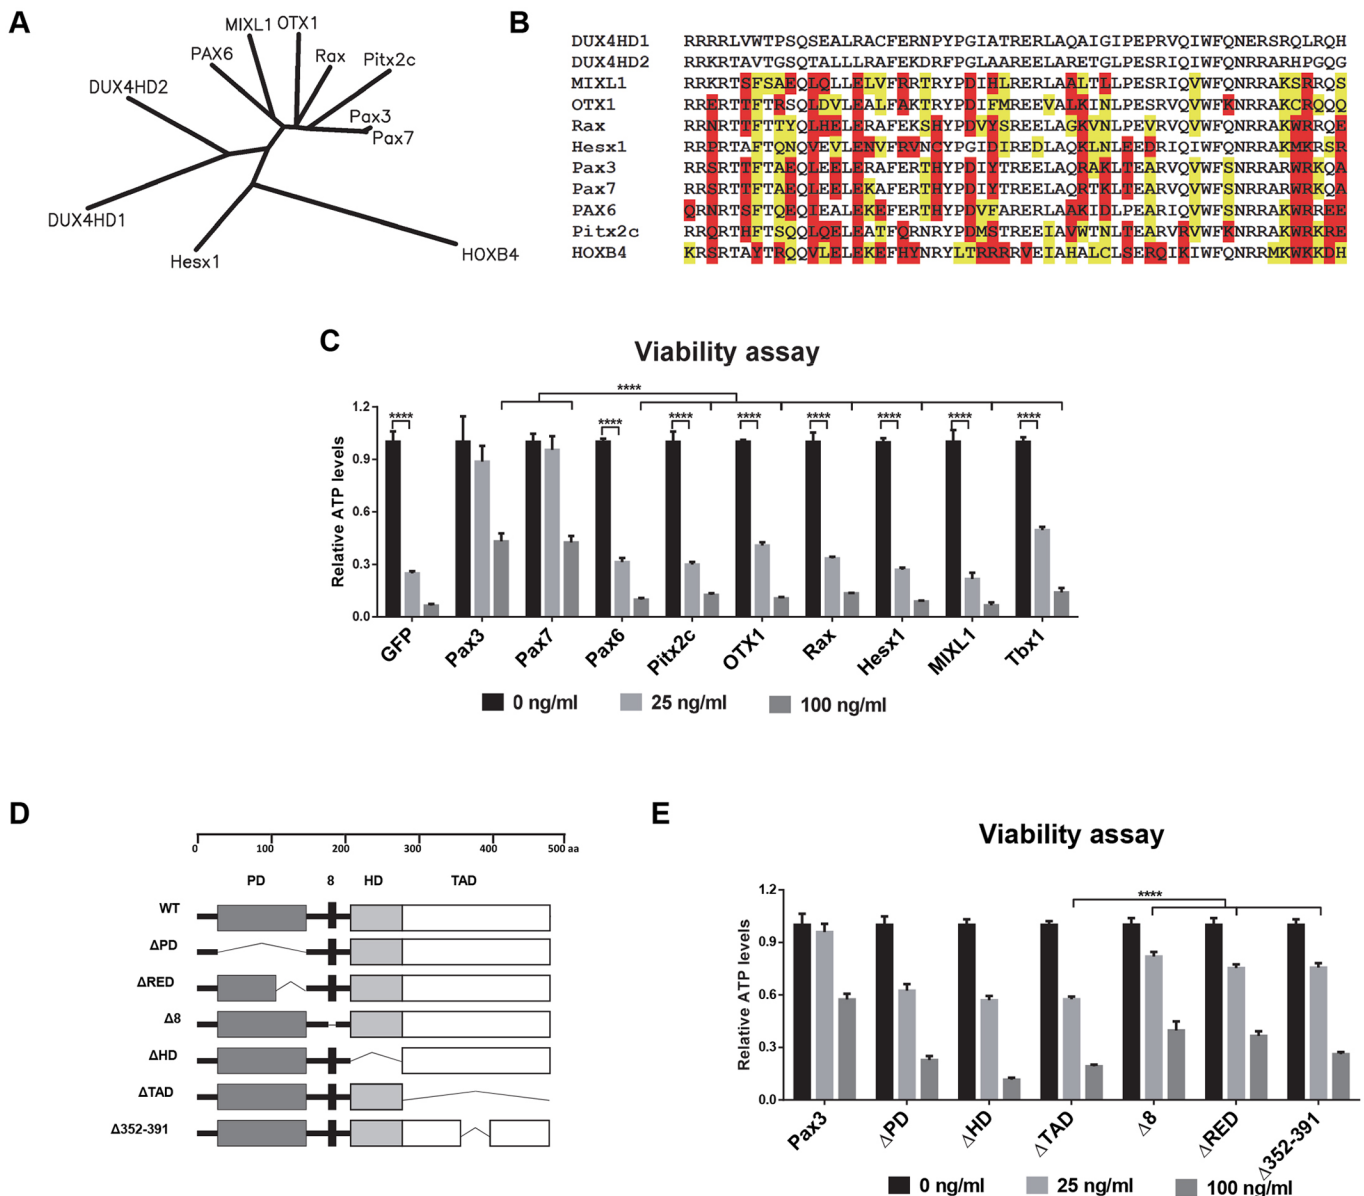 A
MIXL1 OTX1
PAX6
Rax
Pitx2c
DUX4HD2
Pax3
Pax7
DUX4HD1
Hesx1
HOXB4
B
DUX4HD1 RRRRLVWTPSQSEALRACFERNPYPGIATRERLAQAIGIPEPRVQIWFQNERSRQLRQH
DUX4HD2 RRKRTAVTGSQTALLLRAFEKDRFPGLAAREELARETGLPESRIQIWFQNRRARHPGQG
MIXL1 RRKRTSFSAEQLQLLELVFRRTRYPDIHLRERLAALTLLPESRIQVWFQNRRAKSRRQS
OTX1 RRERTTFTRSQLDVLEALFAKTRYPDIFMREEVALKINLPESRVQVWFKNRRAKCRQQQ
Rax RRNRTTFTTYQLHELERAFEKSHYPDVYSREELAGKVNLPEVRVQVWFQNRRAKWRRQE
Hesx1 RRPRTAFTQNQVEVLENVFRVNCYPGIDIREDLAQKLNLEEDRIQIWFQNRRAKMKRSR
Pax3 RRSRTTFTAEQLEELERAFERTHYPDIYTREELAQRAKLTEARVQVWFSNRRARWRKQA
Pax7 RRSRTTFTAEQLEELEKAFERTHYPDIYTREELAQRTKLTEARVQVWFSNRRARWRKQA
PAX6 QRNRTSFTQEQIEALEKEFERTHYPDVFARERLAAKIDLPEARIQVWFSNRRAKWRREE
Pitx2c RRQRTHFTSQQLQELEATFQRNRYPDMSTREEIAVWTNLTEARVRVWFKNRRAKWRKRE
HOXB4 KRSRTAYTRQQVLELEKEFHYNRYLTRRRRVEIAHALCLSERQIKIWFQNRRMKWKKDH
C
Viability assay
****
**** **** **** **** **** **** **** ****
Relative ATP levels
1.2
0.9
0.6
0.3
0.0
GFP Pax3 Pax7 Pax6 Pitx2c OTX1 Rax Hesx1 MIXL1 Tbx1
0 ng/ml 25 ng/ml 100 ng/ml
D
0 100 200 300 400 500 aa
PD 8 HD TAD
WT
ΔPD
ΔRED
Δ8
ΔHD
ΔTAD
Δ352-391
E
Viability assay
****
Relative ATP levels
1.2
0.9
0.6
0.3
0.0
Pax3 ΔPD ΔHD ΔTAD Δ8 ΔRED Δ352-391
0 ng/ml 25 ng/ml 100 ng/ml